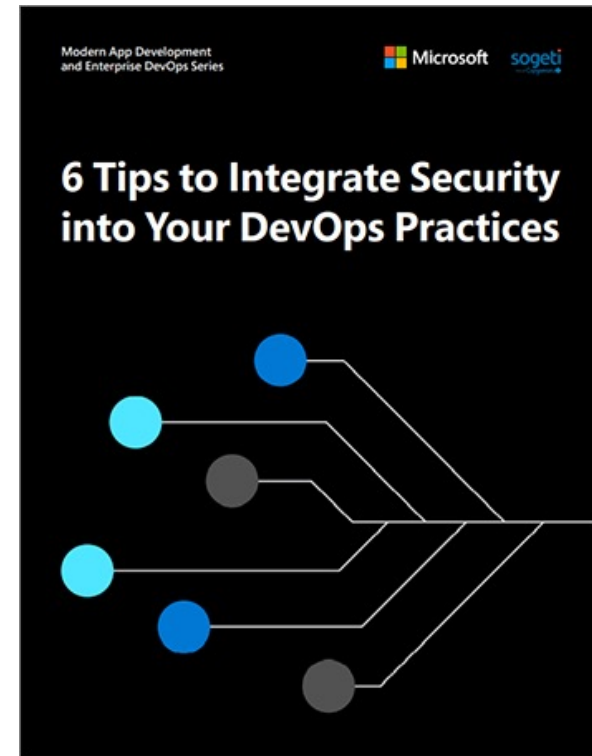 Modern App Development
and Enterprise DevOps Series
Microsoft
sogeti
6 Tips to Integrate Security
into Your DevOps Practices